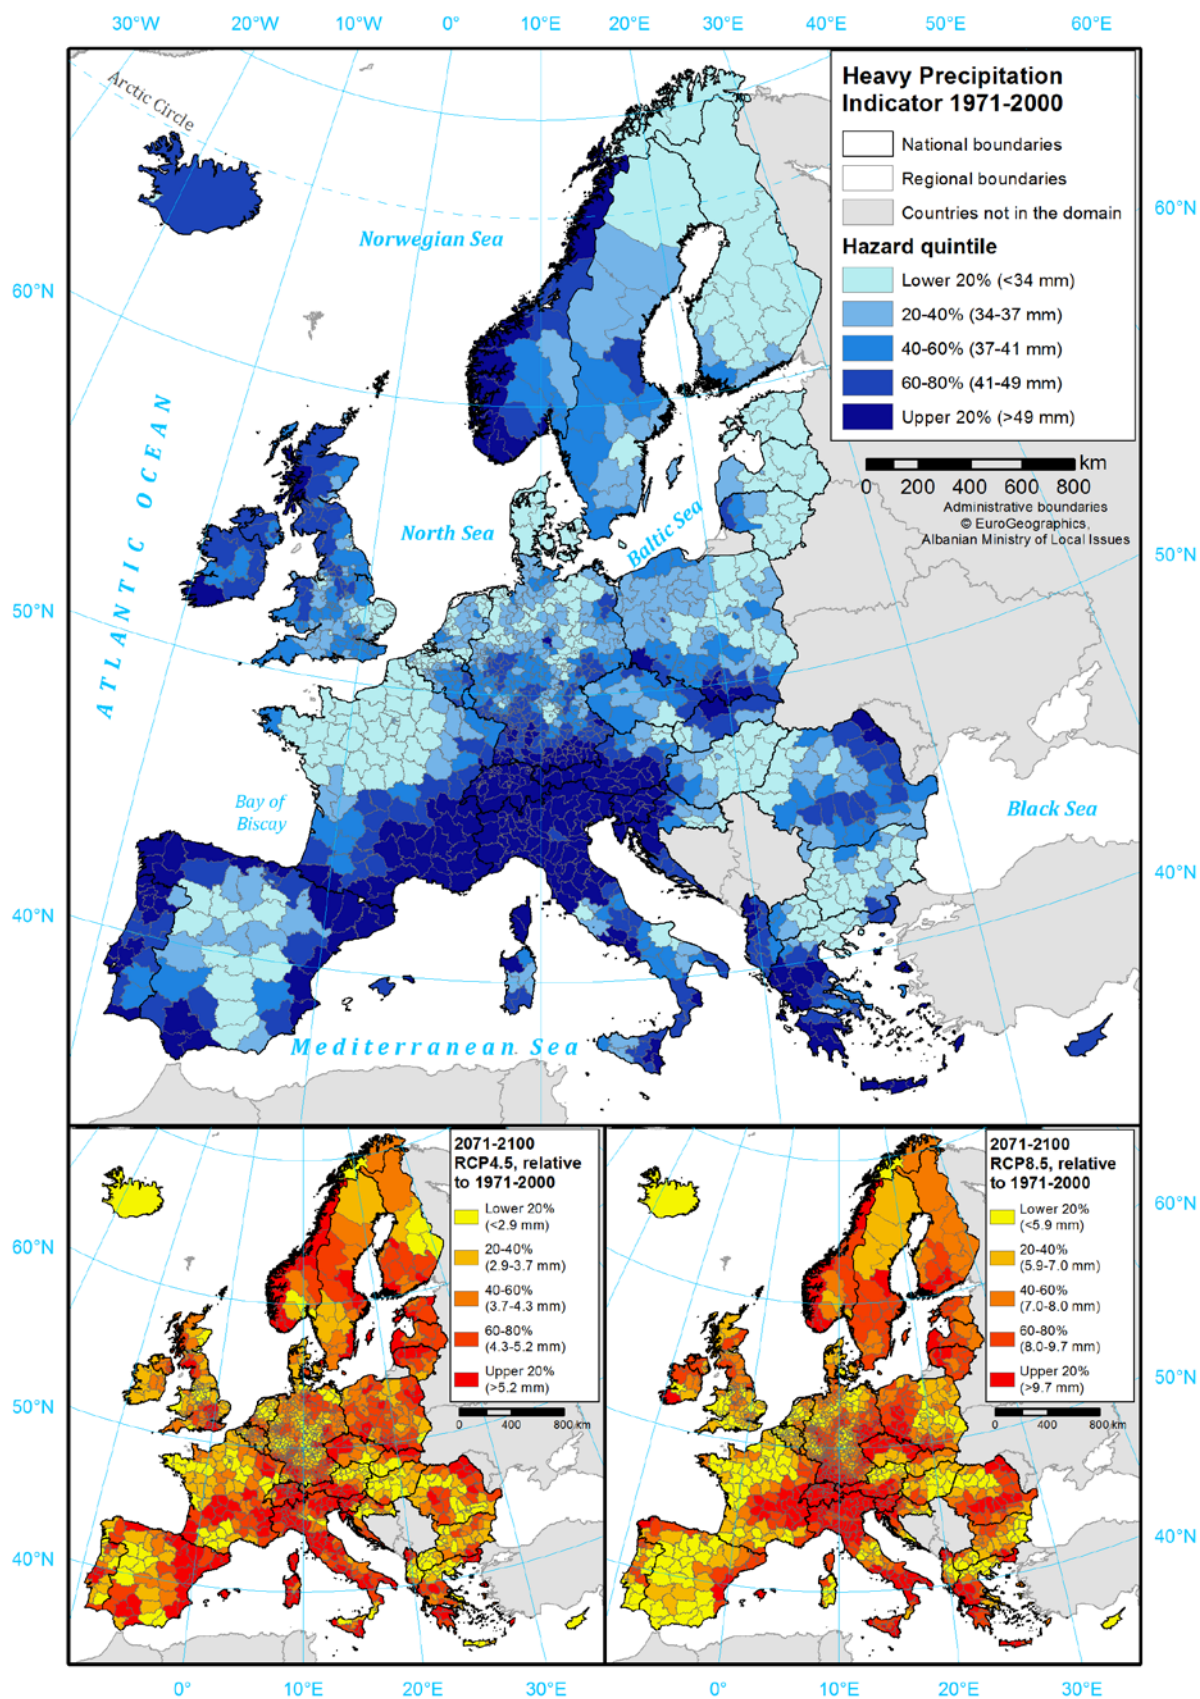 30°W 20°W 10°W 0° 10°E 20°E 30°E 40°E 50°E 60°E
Arctic Circle
Heavy Precipitation
Indicator 1971-2000
National boundaries
Regional boundaries
Countries not in the domain
Hazard quintile
Lower 20% (<34 mm)
20-40% (34-37 mm)
40-60% (37-41 mm)
60-80% (41-49 mm)
Upper 20% (>49 mm)
km
0 200 400 600 800
Administrative boundaries
© EuroGeographics,
Albanian Ministry of Local Issues
60°N
60°N
50°N
50°N
40°N
40°N
Norwegian Sea
ATLANTIC OCEAN
North Sea
Baltic Sea
Bay of
Biscay
Black Sea
Mediterranean Sea
2071-2100
RCP4.5, relative
to 1971-2000
Lower 20%
(<2.9 mm)
20-40%
(2.9-3.7 mm)
40-60%
(3.7-4.3 mm)
60-80%
(4.3-5.2 mm)
Upper 20%
(>5.2 mm)
0 400 800 km
2071-2100
RCP8.5, relative
to 1971-2000
Lower 20%
(<5.9 mm)
20-40%
(5.9-7.0 mm)
40-60%
(7.0-8.0 mm)
60-80%
(8.0-9.7 mm)
Upper 20%
(>9.7 mm)
0 400 800 km
60°N
60°N
50°N
50°N
40°N
40°N
0° 10°E 20°E 30°E 0° 10°E 20°E 30°E